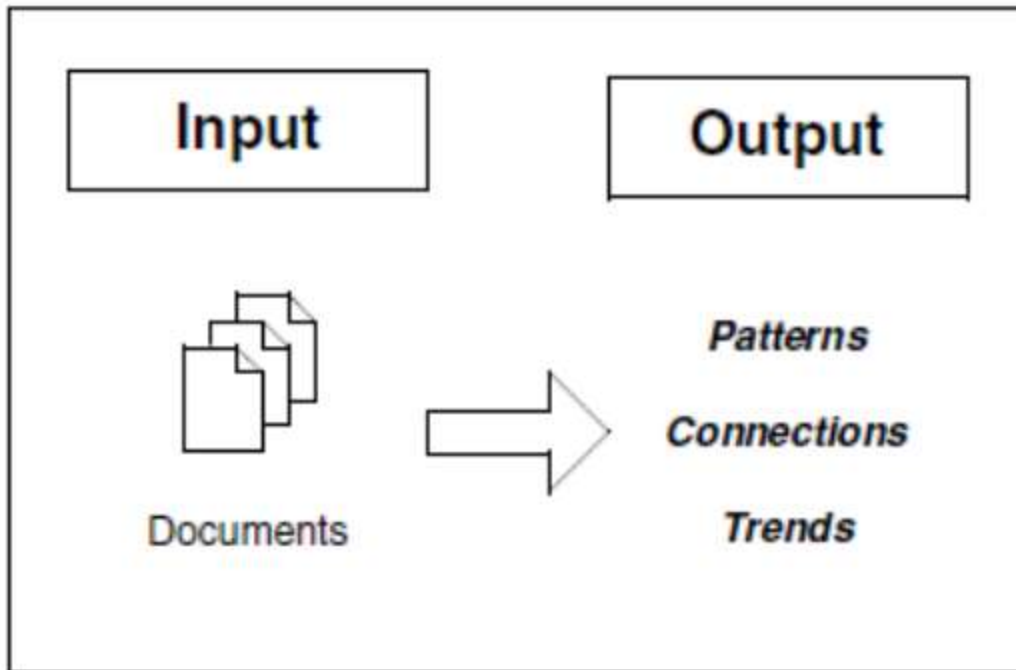 Input
Output
Documents
Patterns
Connections
Trends